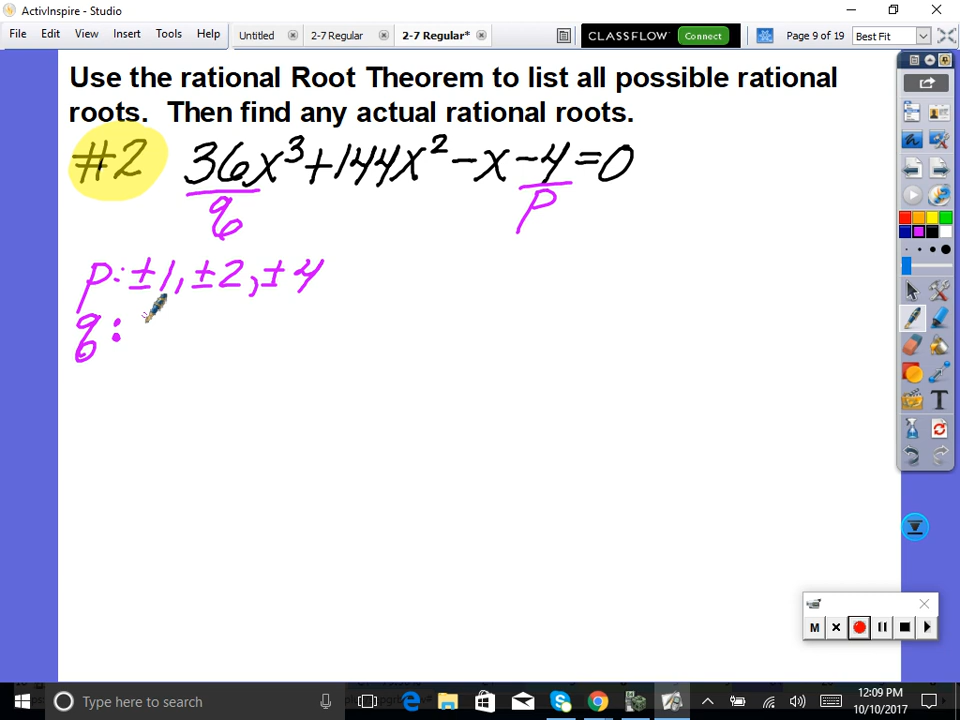 ActivInspire - Studio
File Edit View Insert Tools Help Untitled 2-7 Regular 2-7 Regular* CLASSFLOW Connect Page 9 of 19 Best Fit
Use the rational Root Theorem to list all possible rational
roots. Then find any actual rational roots.
#2 36x³+144x²-x-4=0
q p
p: ±1, ±2, ±4
q:
T
M
Type here to search
12:09 PM
10/10/2017